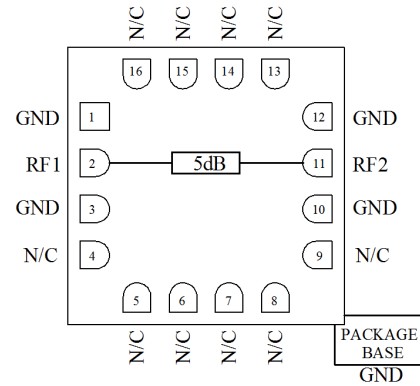 N/C N/C N/C N/C
16 15 14 13
GND 1 12 GND
RF1 2 5dB 11 RF2
GND 3 10 GND
N/C 4 9 N/C
5 6 7 8
N/C N/C N/C N/C
PACKAGE
BASE
GND